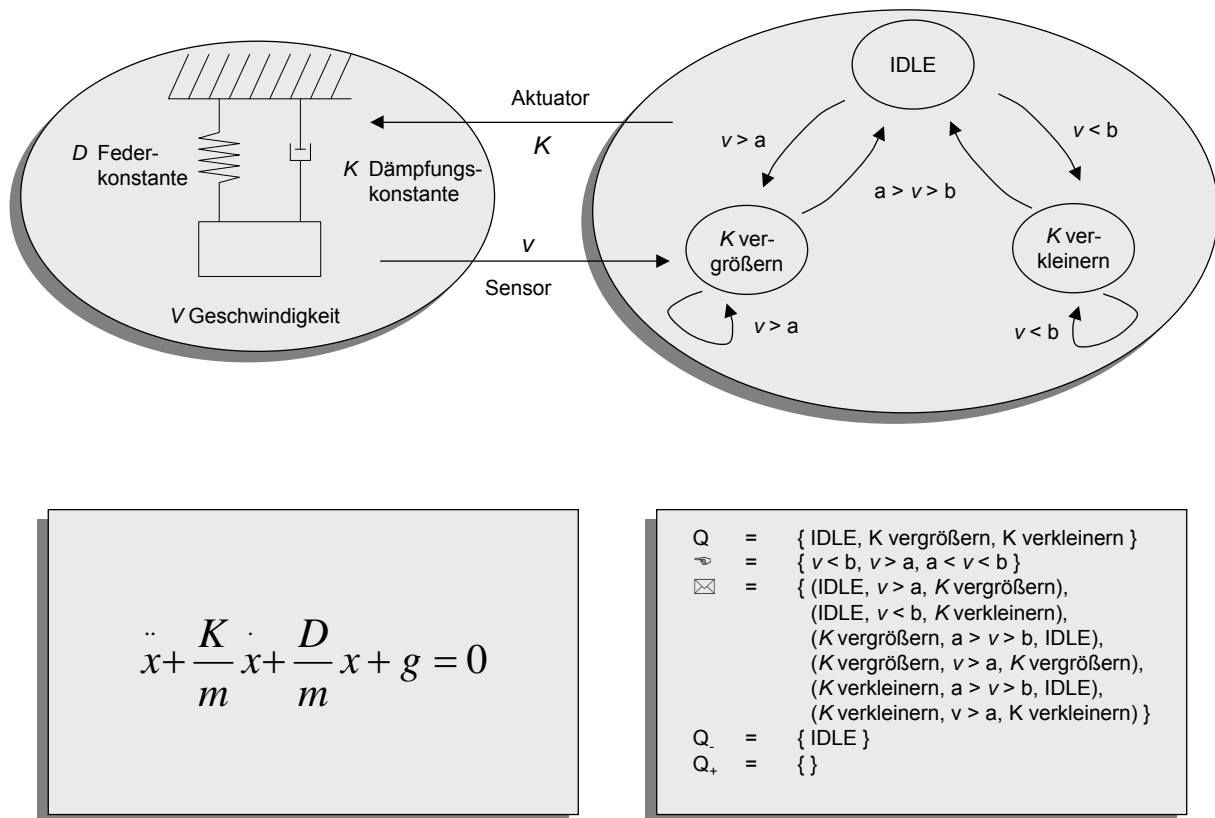 D Feder-
konstante
K Dämpfungs-
konstante
V Geschwindigkeit
Aktuator
K
v
Sensor
IDLE
v > a
v < b
a > v > b
K ver-
größern
K ver-
kleinern
v > a
v < b
ẍ + K/m ẋ + D/m x + g = 0
Q = { IDLE, K vergrößern, K verkleinern }
☜ = { v < b, v > a, a < v < b }
✉ = { (IDLE, v > a, K vergrößern),
(IDLE, v < b, K verkleinern),
(K vergrößern, a > v > b, IDLE),
(K vergrößern, v > a, K vergrößern),
(K verkleinern, a > v > b, IDLE),
(K verkleinern, v > a, K verkleinern) }
Q₋ = { IDLE }
Q₊ = { }